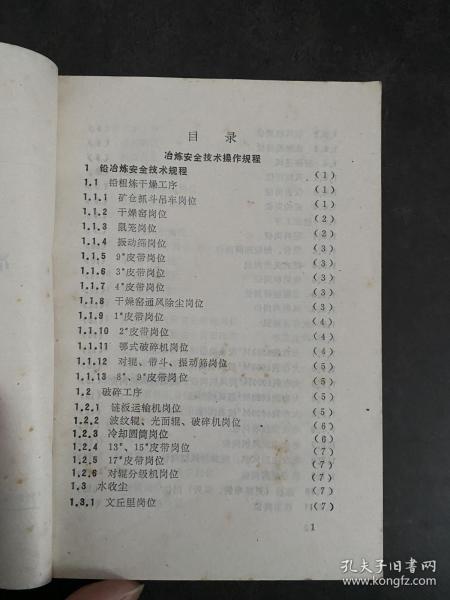 目 录
冶炼安全技术操作规程
1 铅冶炼安全技术规程 (1)
1.1 铅粗炼干燥工序 (1)
1.1.1 矿仓抓斗吊车岗位 (1)
1.1.2 干燥窑岗位 (2)
1.1.3 鼠笼岗位 (2)
1.1.4 振动筛岗位 (3)
1.1.5 9#皮带岗位 (3)
1.1.6 3#皮带岗位 (3)
1.1.7 4#皮带岗位 (3)
1.1.8 干燥窑通风除尘岗位 (3)
1.1.9 1#皮带岗位 (4)
1.1.10 2#皮带岗位 (4)
1.1.11 鄂式破碎机岗位 (4)
1.1.12 对辊、带斗、振动筛岗位 (5)
1.1.13 8#、9#皮带岗位 (5)
1.2 破碎工序 (5)
1.2.1 链板运输机岗位 (5)
1.2.2 波纹辊、光面辊、破碎机岗位 (6)
1.2.3 冷却圆筒岗位 (6)
1.2.4 13#、15#皮带岗位 (7)
1.2.5 17#皮带岗位 (7)
1.2.6 对辊分级机岗位 (7)
1.3 水收尘 (7)
1.3.1 文丘里岗位 (7)
1
孔夫子旧书网
www.kongfz.com